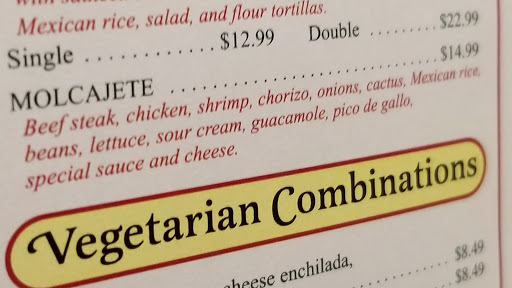 Mexican rice, salad, and flour tortillas.
Single . . . . . . . . . . . . $12.99 Double . . . . . . . . . $22.99
MOLCAJETE . . . . . . . . . . . . . . . . . . . . . . . . $14.99
Beef steak, chicken, shrimp, chorizo, onions, cactus, Mexican rice,
beans, lettuce, sour cream, guacamole, pico de gallo,
special sauce and cheese.
Vegetarian Combinations
cheese enchilada,
. . . . . . . . . . . $8.49
. . . . . . . . . . . $8.49